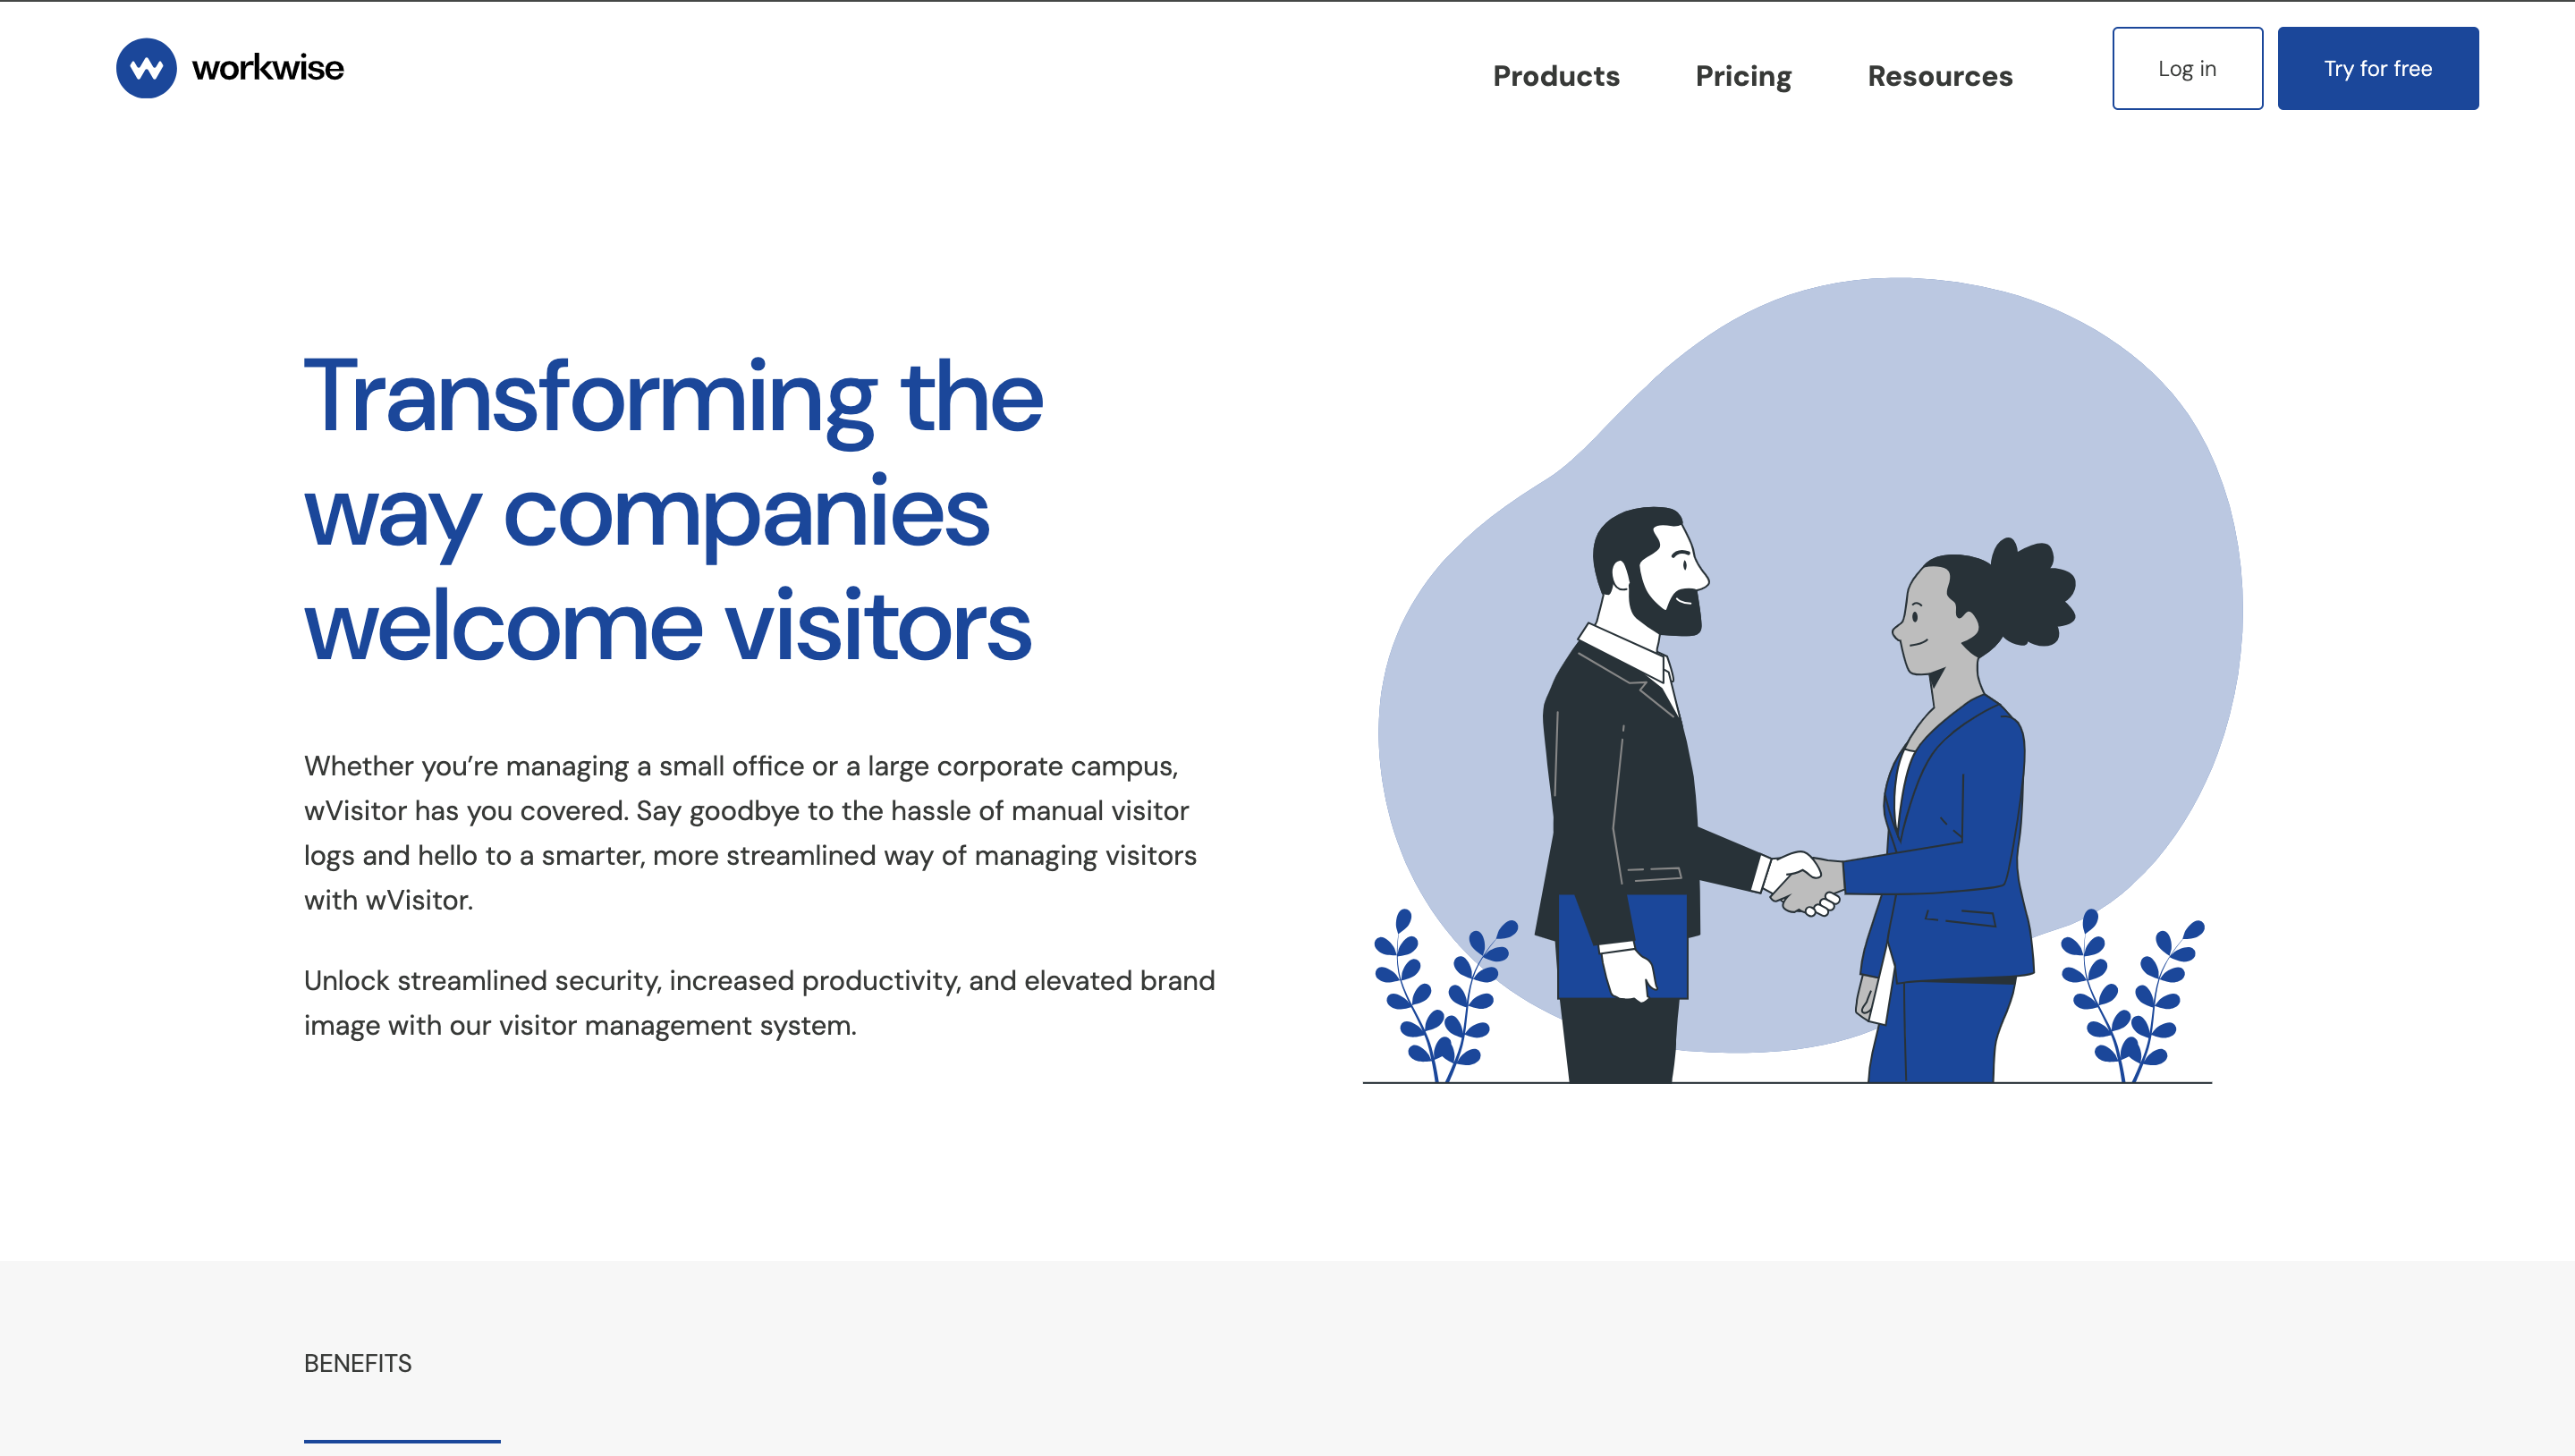 workwise
Products
Pricing
Resources
Log in
Try for free
Transforming the
way companies
welcome visitors
Whether you’re managing a small office or a large corporate campus,
wVisitor has you covered. Say goodbye to the hassle of manual visitor
logs and hello to a smarter, more streamlined way of managing visitors
with wVisitor.
Unlock streamlined security, increased productivity, and elevated brand
image with our visitor management system.
BENEFITS